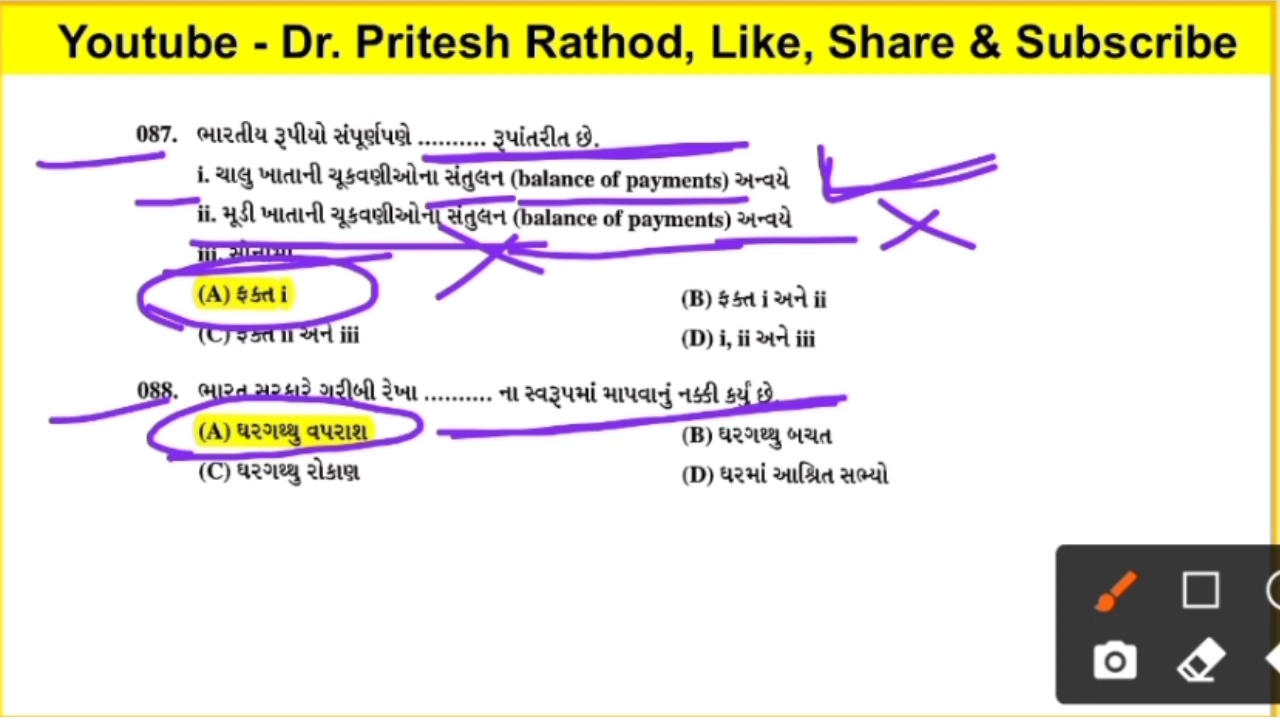 Youtube - Dr. Pritesh Rathod, Like, Share & Subscribe
087. ભારતીય રૂપીયો સંપૂર્ણપણે .......... રૂપાંતરીત છે.
i. ચાલુ ખાતાની ચૂકવણીઓના સંતુલન (balance of payments) અન્વયે
ii. મૂડી ખાતાની ચૂકવણીઓના સંતુલન (balance of payments) અન્વયે
iii. સોનામાં
(A) ફક્ત i
(B) ફક્ત i અને ii
(C) ફક્ત ii અને iii
(D) i, ii અને iii
088. ભારત સરકારે ગરીબી રેખા .......... ના સ્વરૂપમાં માપવાનું નક્કી કર્યું છે.
(A) ઘરગથ્થુ વપરાશ
(B) ઘરગથ્થુ બચત
(C) ઘરગથ્થુ રોકાણ
(D) ઘરમાં આશ્રિત સભ્યો